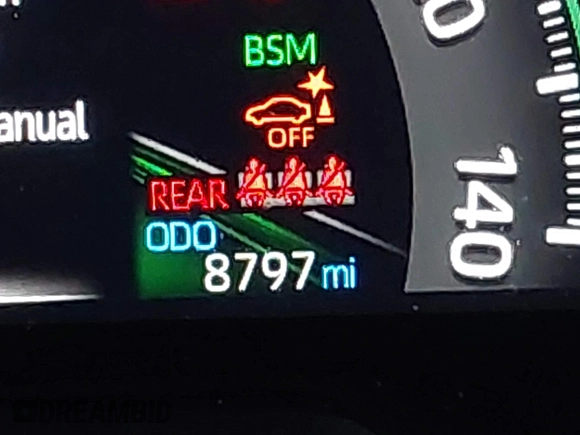 BSM
OFF
anual
REAR
ODO
8797 mi
140
DREAMBID